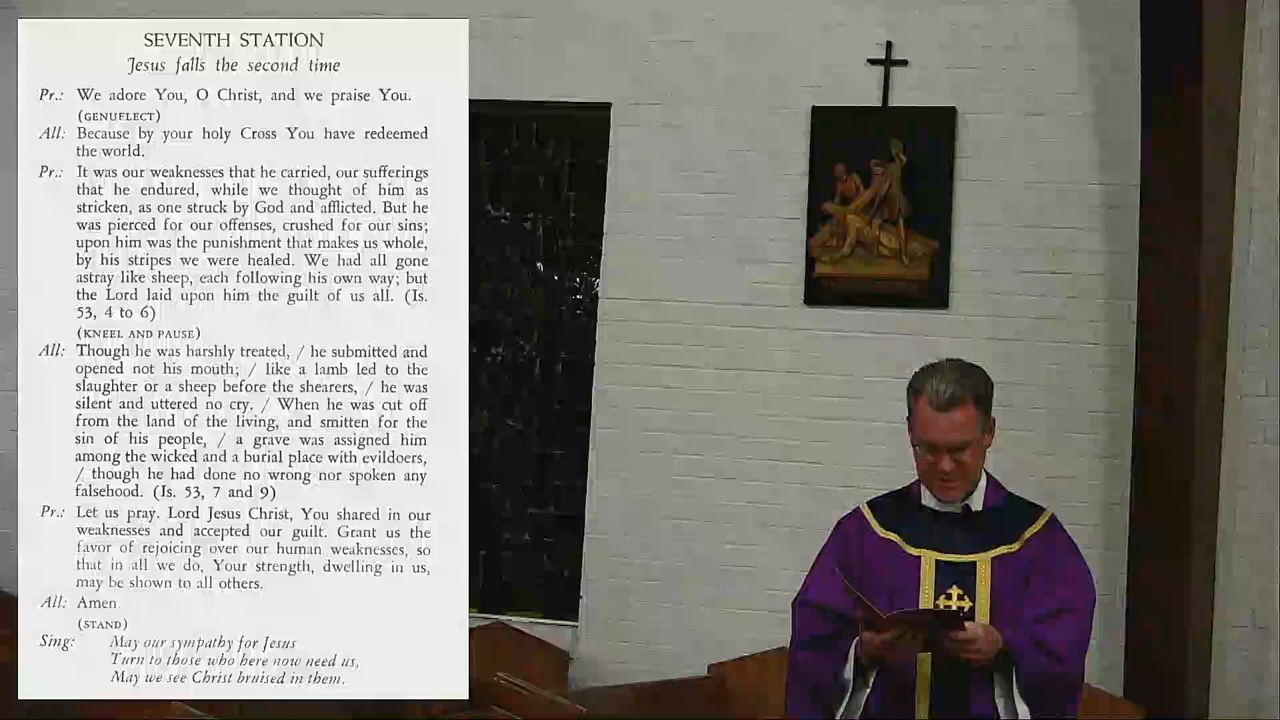 SEVENTH STATION
Jesus falls the second time
Pr.: We adore You, O Christ, and we praise You.
(GENUFLECT)
All: Because by your holy Cross You have redeemed
the world.
Pr.: It was our weaknesses that he carried, our sufferings
that he endured, while we thought of him as
stricken, as one struck by God and afflicted. But he
was pierced for our offenses, crushed for our sins;
upon him was the punishment that makes us whole,
by his stripes we were healed. We had all gone
astray like sheep, each following his own way; but
the Lord laid upon him the guilt of us all. (Is.
53, 4 to 6)
(KNEEL AND PAUSE)
All: Though he was harshly treated, / he submitted and
opened not his mouth; / like a lamb led to the
slaughter or a sheep before the shearers, / he was
silent and uttered no cry. / When he was cut off
from the land of the living, and smitten for the
sin of his people, / a grave was assigned him
among the wicked and a burial place with evildoers,
/ though he had done no wrong nor spoken any
falsehood. (Is. 53, 7 and 9)
Pr.: Let us pray. Lord Jesus Christ, You shared in our
weaknesses and accepted our guilt. Grant us the
favor of rejoicing over our human weaknesses, so
that in all we do, Your strength, dwelling in us,
may be shown to all others.
All: Amen.
(STAND)
Sing: May our sympathy for Jesus
Turn to those who here now need us,
May we see Christ bruised in them.